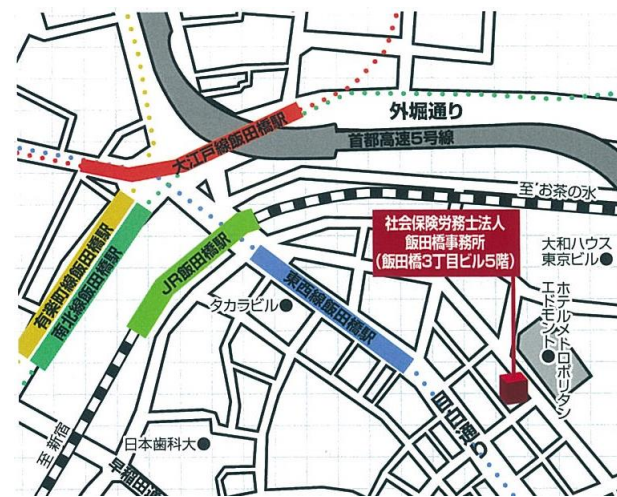 外堀通り
首都高速5号線
大江戸線飯田橋駅
至 お茶の水
社会保険労務士法人
飯田橋事務所
(飯田橋3丁目ビル5階)
大和ハウス
東京ビル
有楽町線飯田橋駅
南北線飯田橋駅
JR飯田橋駅
東西線飯田橋駅
タカラビル
ホテルメトロポリタン
エドモント
目白通り
日本歯科大
至 新宿